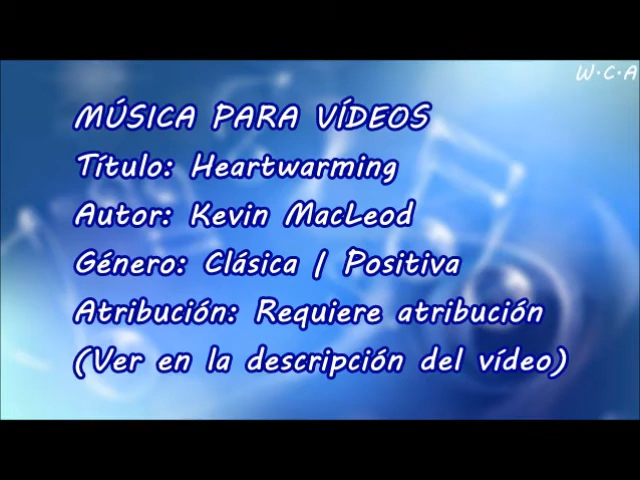 W·C·A
MÚSICA PARA VÍDEOS
Título: Heartwarming
Autor: Kevin MacLeod
Género: Clásica / Positiva
Atribución: Requiere atribución
(Ver en la descripción del vídeo)